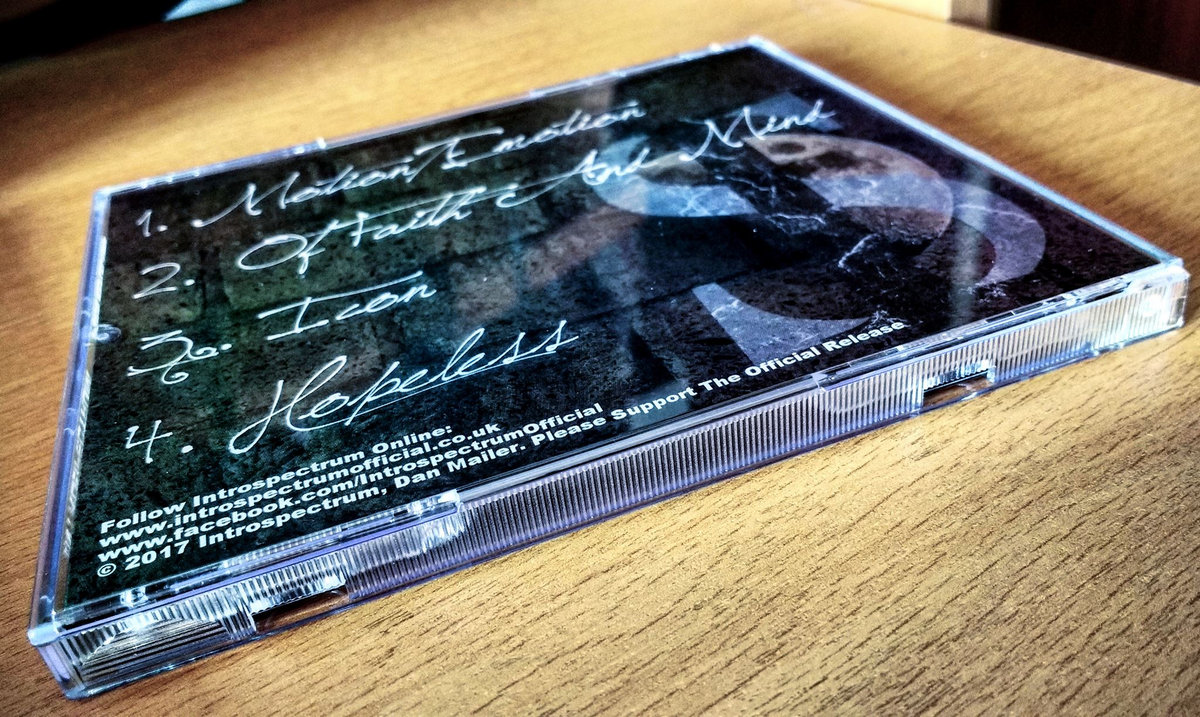 1. Motion Emotion
2. Of Faith And Mind
3. Icon
4. Hopeless
Follow Introspectrum Online:
www.introspectrumofficial.co.uk
www.facebook.com/IntrospectrumOfficial
© 2017 Introspectrum, Dan Mailer. Please Support The Official Release